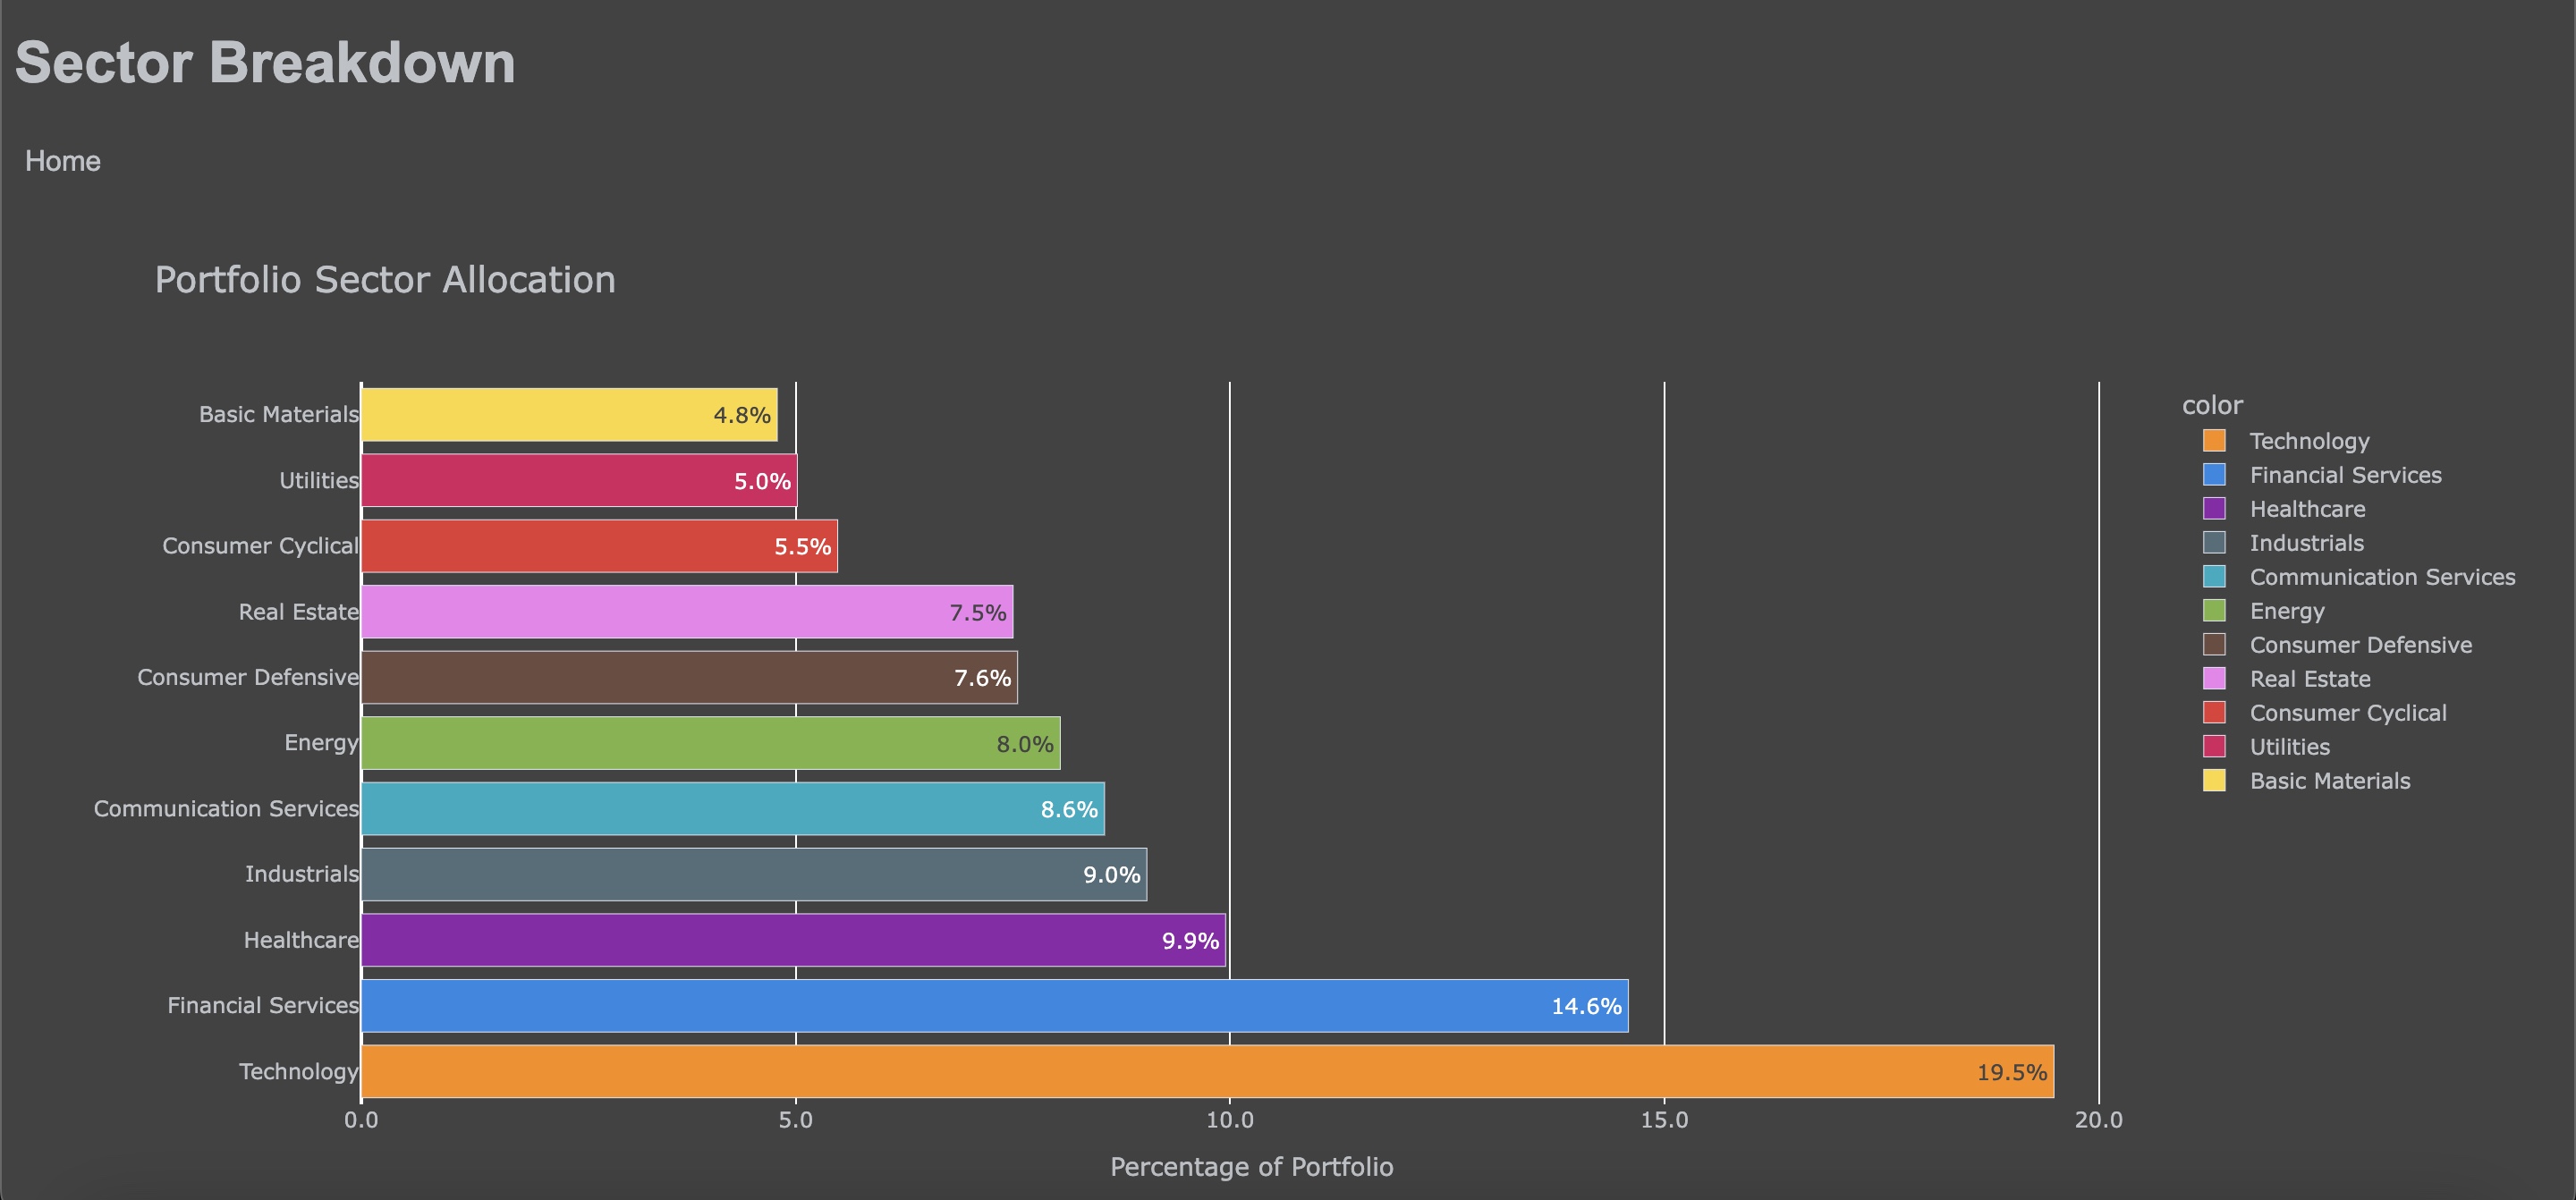 Sector Breakdown
Home
Portfolio Sector Allocation
Basic Materials 4.8%
Utilities 5.0%
Consumer Cyclical 5.5%
Real Estate 7.5%
Consumer Defensive 7.6%
Energy 8.0%
Communication Services 8.6%
Industrials 9.0%
Healthcare 9.9%
Financial Services 14.6%
Technology 19.5%
0.0 5.0 10.0 15.0 20.0
Percentage of Portfolio
color
Technology
Financial Services
Healthcare
Industrials
Communication Services
Energy
Consumer Defensive
Real Estate
Consumer Cyclical
Utilities
Basic Materials